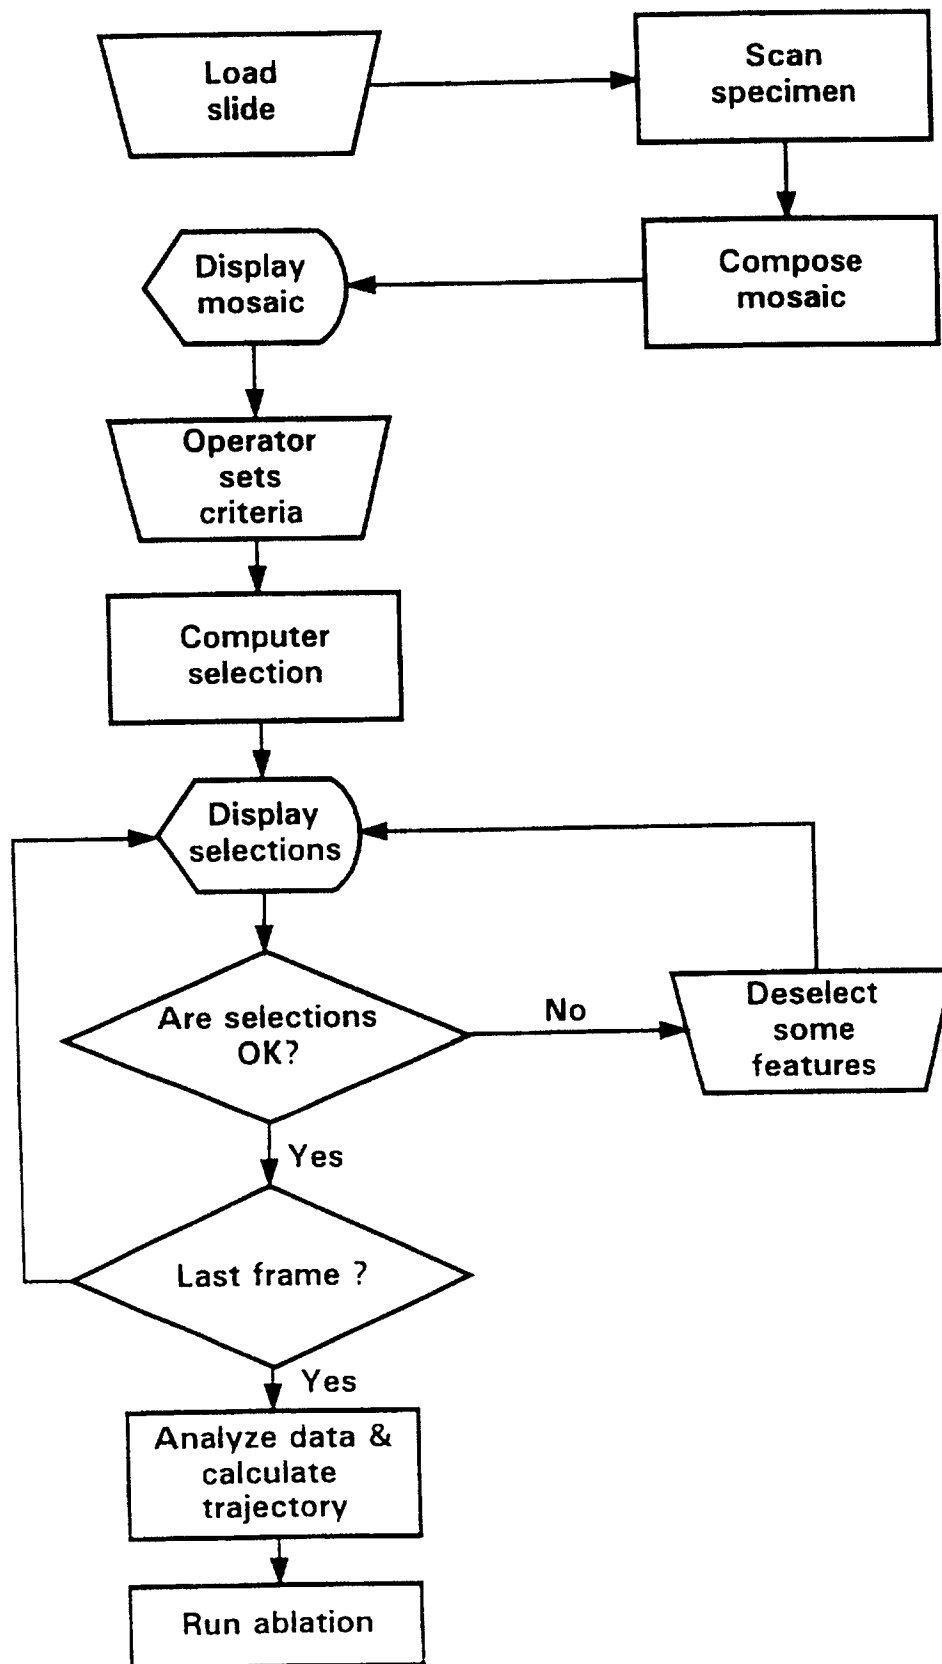 Load
slide
Scan
specimen
Compose
mosaic
Display
mosaic
Operator
sets
criteria
Computer
selection
Display
selections
Are selections
OK?
No
Deselect
some
features
Yes
Last frame ?
Yes
Analyze data &
calculate
trajectory
Run ablation